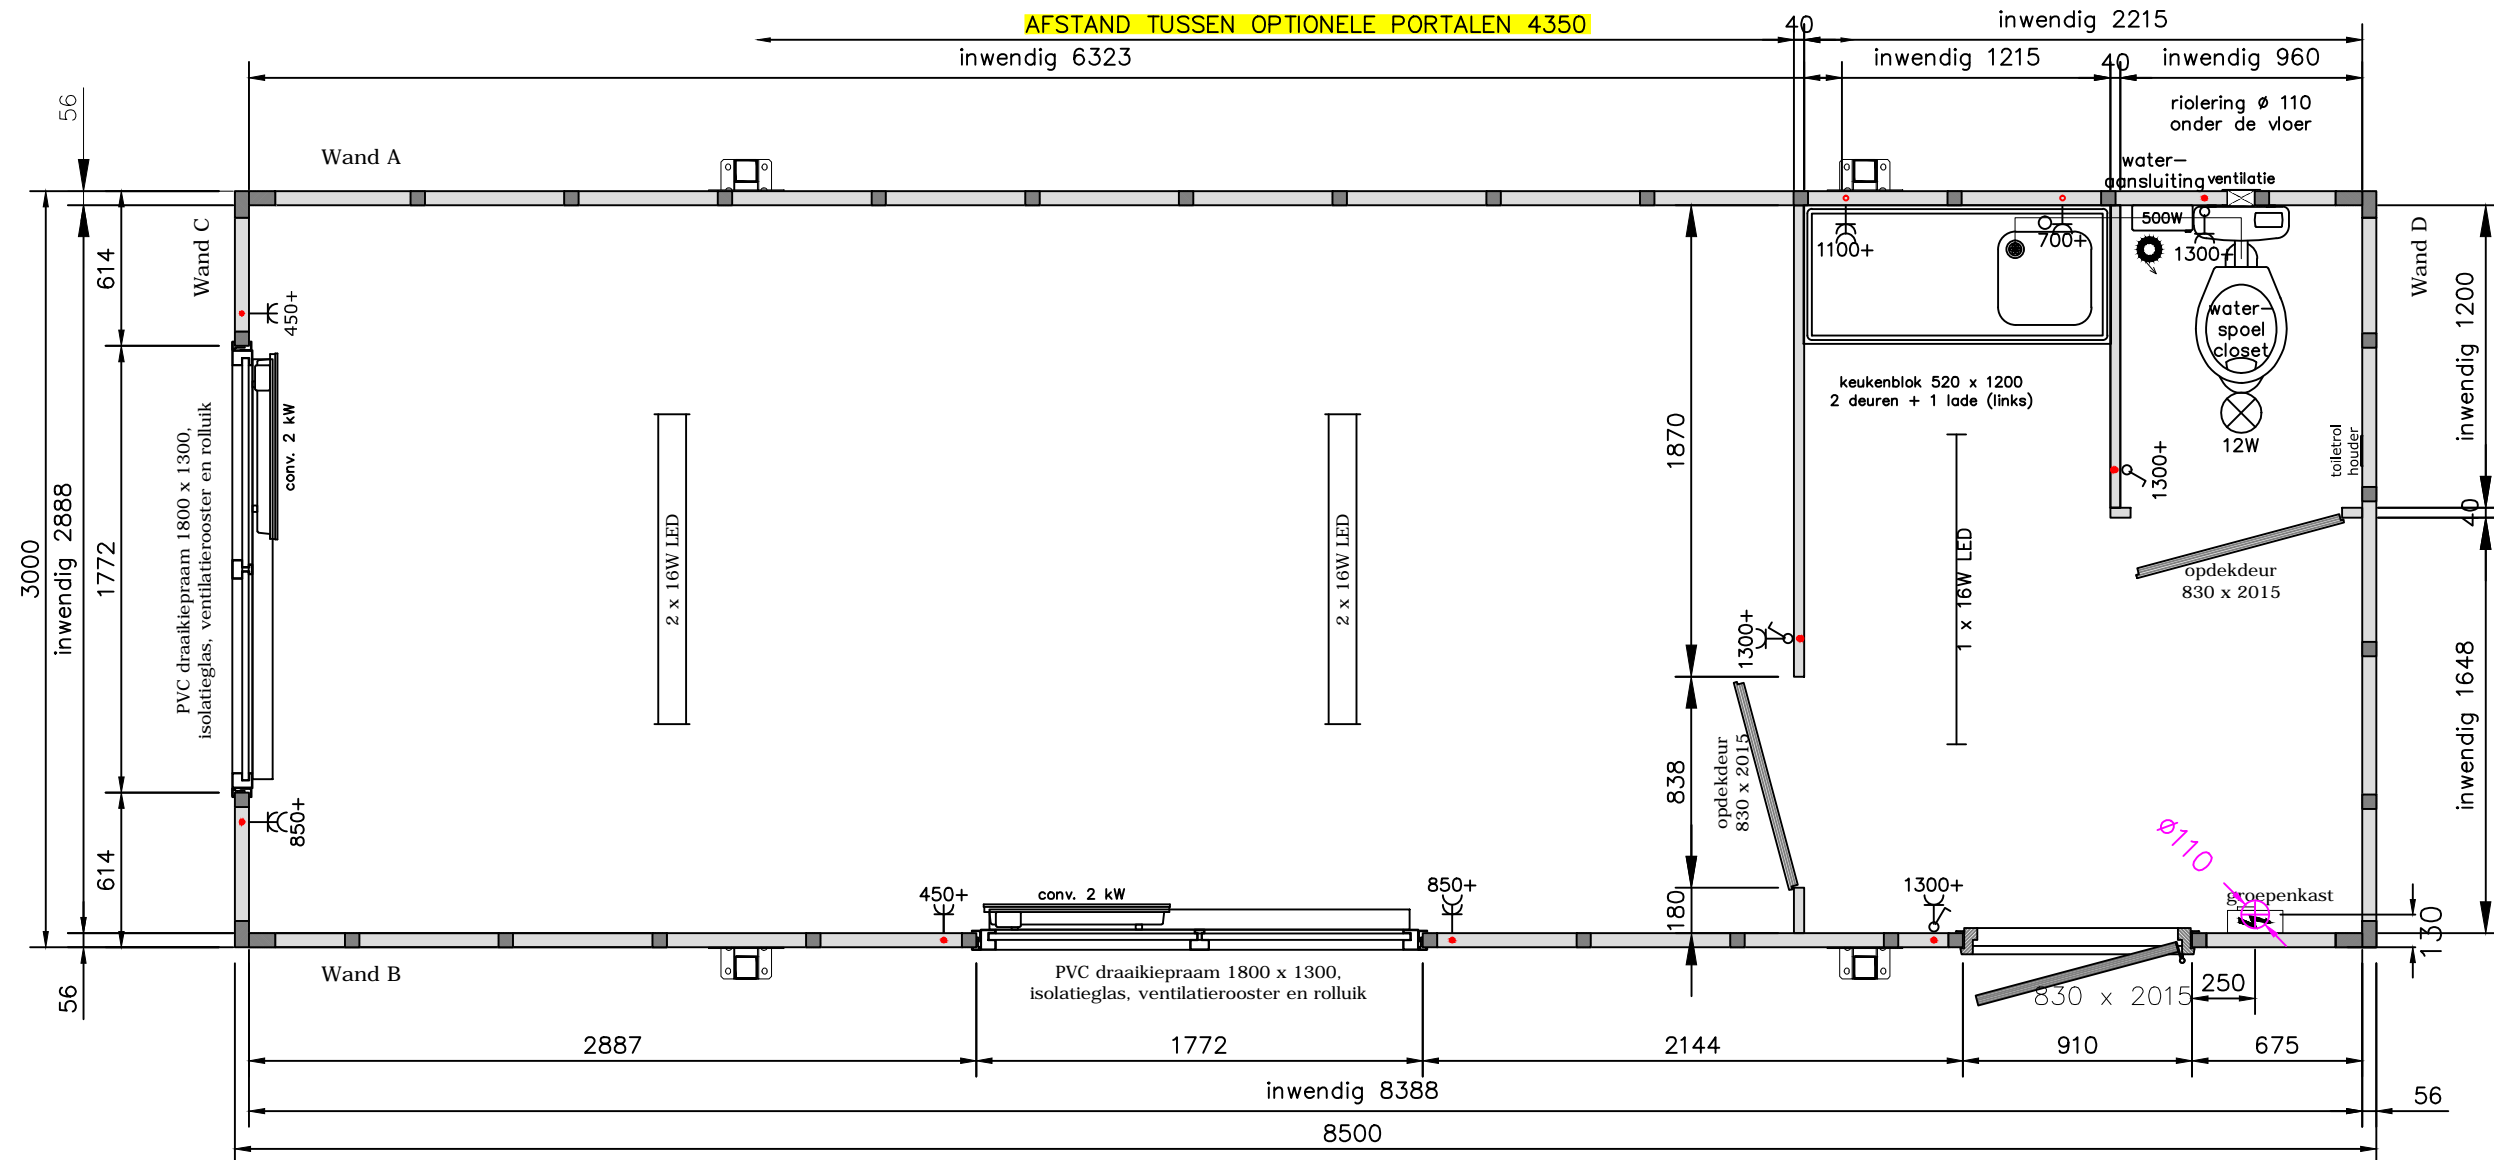 AFSTAND TUSSEN OPTIONELE PORTALEN 4350
40
inwendig 2215
inwendig 6323
inwendig 1215
40
inwendig 960
riolering ø 110
onder de vloer
56
Wand A
water-
aansluiting
ventilatie
Wand C
Wand D
614
450+
1100+
700+
500W
1300+
water-
spoel
closet
inwendig 1200
keukenblok 520 x 1200
2 deuren + 1 lade (links)
12W
toiletrol
houder
1300+
40
PVC draaikiepraam 1800 x 1300,
isolatieglas, ventilatierooster en rolluik
conv. 2 kW
3000
inwendig 2888
1772
2 x 16W LED
2 x 16W LED
1870
1 x 16W LED
opdekdeur
830 x 2015
1300+
inwendig 1648
838
opdekdeur
830 x 2015
850+
614
ø110
groepenkast
450+
conv. 2 kW
850+
1300+
180
130
Wand B
56
PVC draaikiepraam 1800 x 1300,
isolatieglas, ventilatierooster en rolluik
830 x 2015
250
2887
1772
2144
910
675
inwendig 8388
56
8500